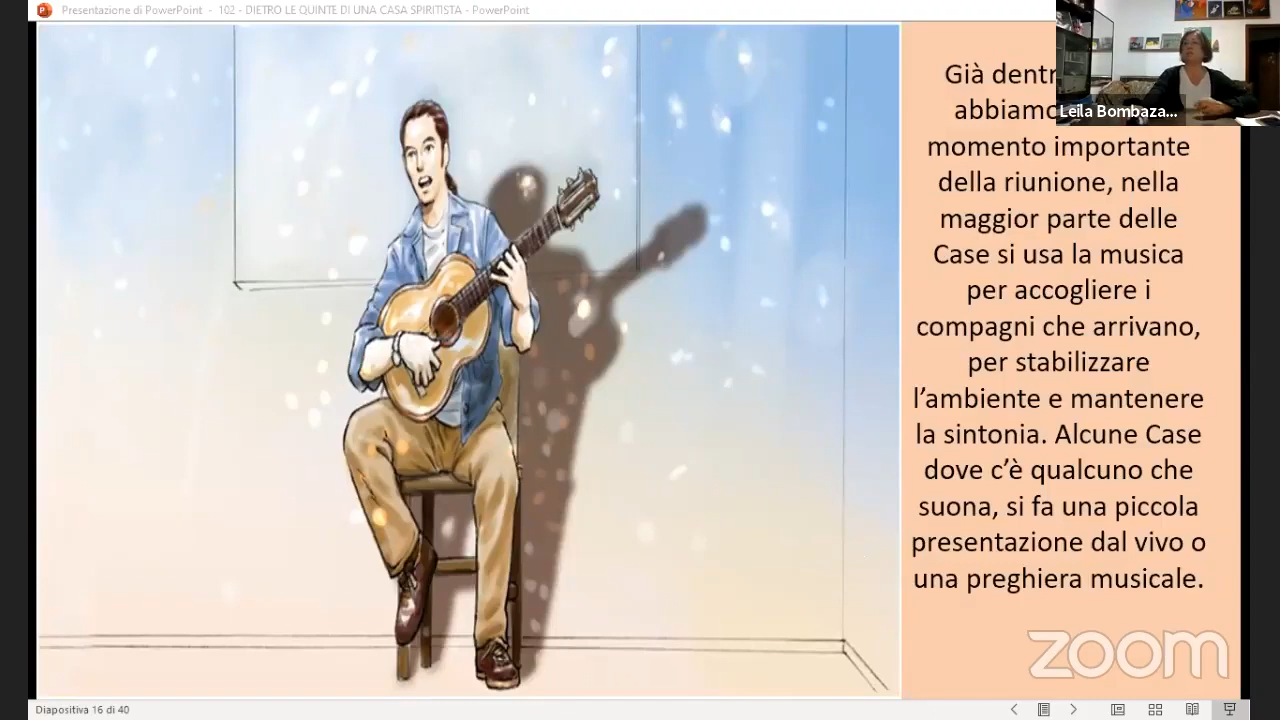 Presentazione di PowerPoint - 102 - DIETRO LE QUINTE DI UNA CASA SPIRITISTA - PowerPoint
Già dentr
abbiamo
momento importante
della riunione, nella
maggior parte delle
Case si usa la musica
per accogliere i
compagni che arrivano,
per stabilizzare
l’ambiente e mantenere
la sintonia. Alcune Case
dove c’è qualcuno che
suona, si fa una piccola
presentazione dal vivo o
una preghiera musicale.
Leila Bombaza...
zoom
Diapositiva 16 di 40